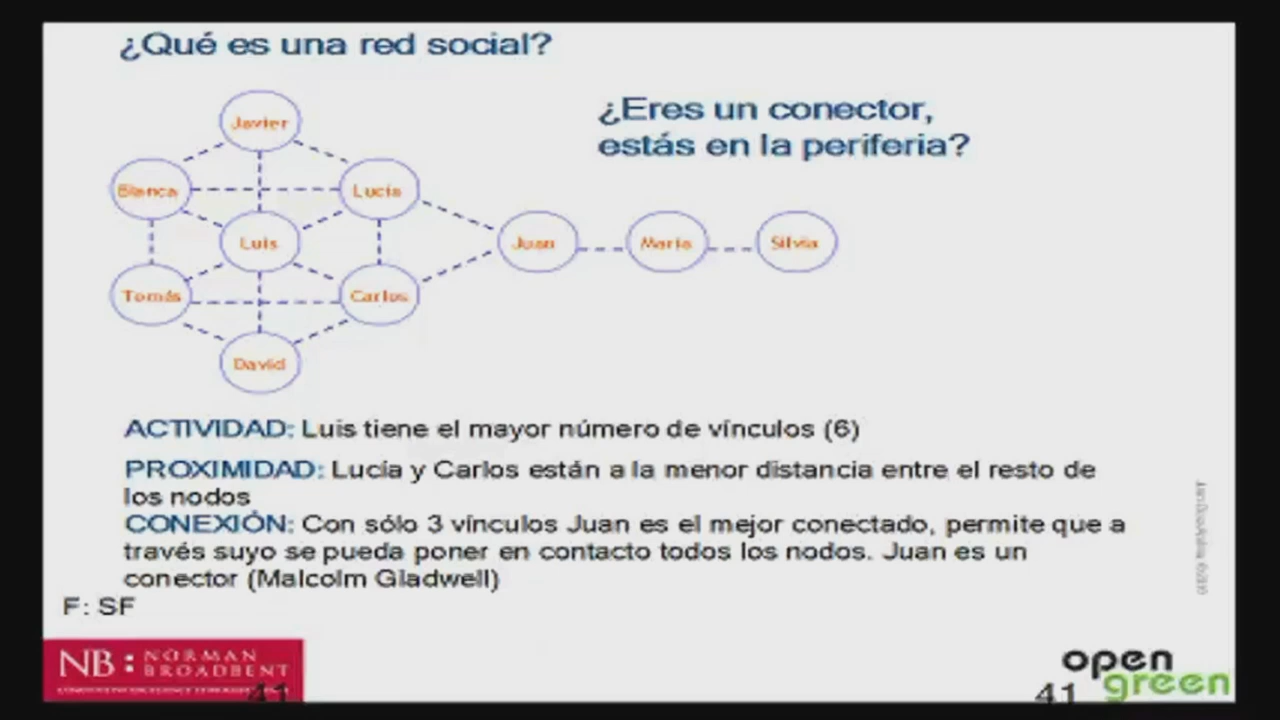 ¿Qué es una red social?
¿Eres un conector,
estás en la periferia?
Javier
Blanca
Lucía
Luis
Juan
María
Silvia
Tomás
Carlos
David
ACTIVIDAD: Luis tiene el mayor número de vínculos (6)
PROXIMIDAD: Lucía y Carlos están a la menor distancia entre el resto de
los nodos
CONEXIÓN: Con sólo 3 vínculos Juan es el mejor conectado, permite que a
través suyo se pueda poner en contacto todos los nodos. Juan es un
conector (Malcolm Gladwell)
F: SF
NB: NORMAN
BROADBENT
41
open
green
41